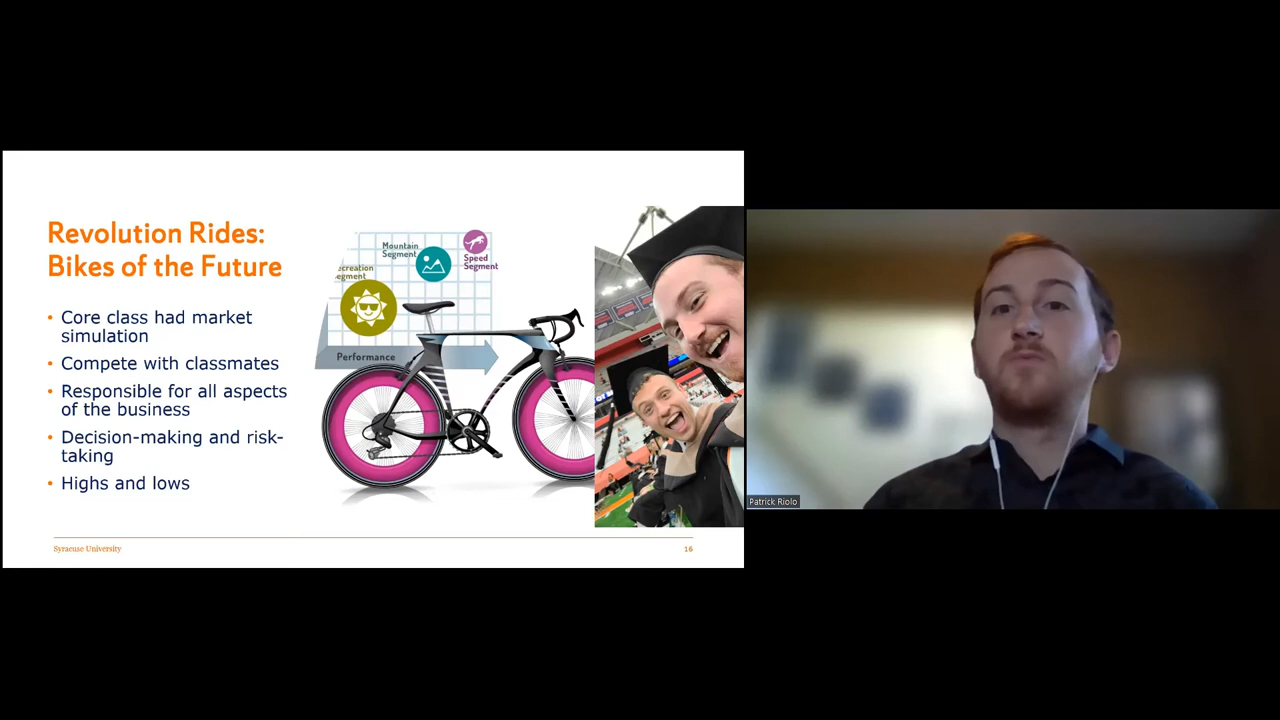 Revolution Rides:
Bikes of the Future
• Core class had market
simulation
• Compete with classmates
• Responsible for all aspects
of the business
• Decision-making and risk-
taking
• Highs and lows
Mountain
Segment
Speed
Segment
ecreation
egment
Performance
Syracuse University
16
Patrick Riolo